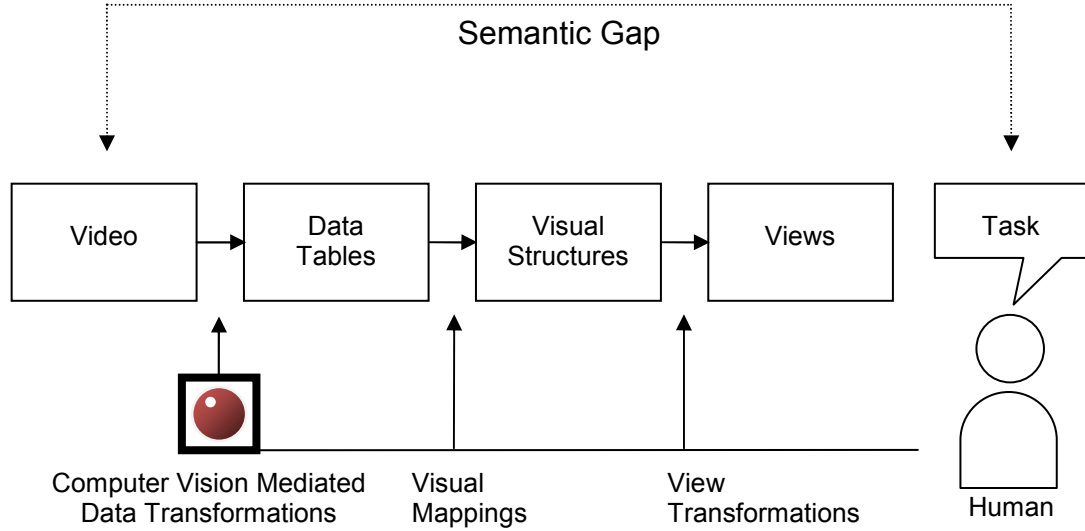 Semantic Gap
Video
Data
Tables
Visual
Structures
Views
Task
Computer Vision Mediated
Data Transformations
Visual
Mappings
View
Transformations
Human